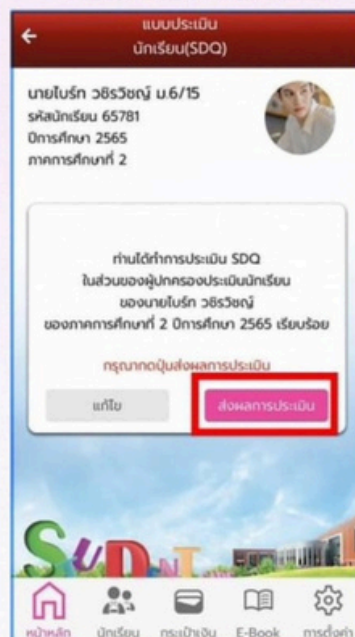 แบบประเมิน
นักเรียน(SDQ)
นายไบร์ท วชิรวิชญ์ ม.6/15
รหัสนักเรียน 65781
ปีการศึกษา 2565
ภาคการศึกษาที่ 2
ท่านได้ทำการประเมิน SDQ
ในส่วนของผู้ปกครองประเมินนักเรียน
ของนายไบร์ท วชิรวิชญ์
ของภาคการศึกษาที่ 2 ปีการศึกษา 2565 เรียบร้อย
กรุณากดปุ่มส่งผลการประเมิน
แก้ไข ส่งผลการประเมิน
STUDENT
หน้าหลัก นักเรียน กระเป๋าเงิน E-Book การตั้งค่า